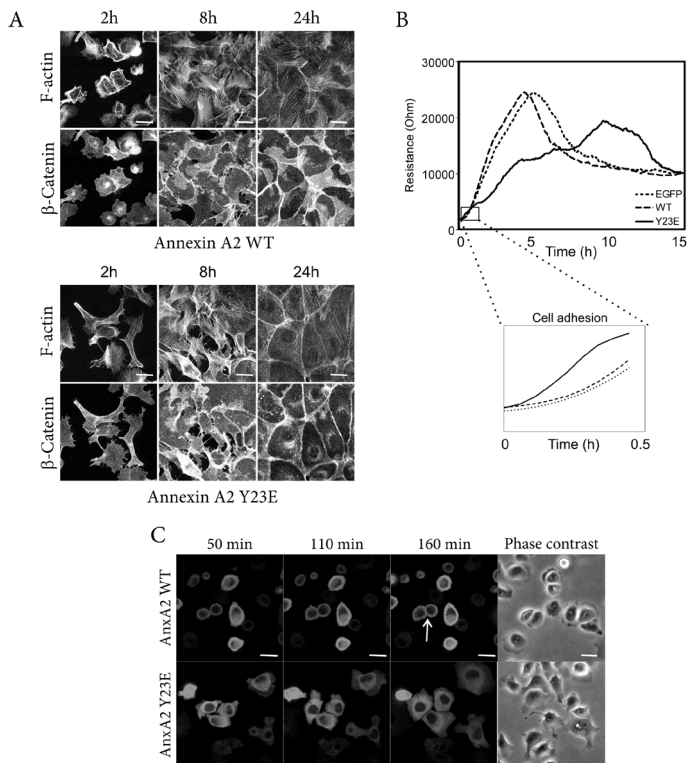 A
2h 8h 24h
F-actin
β-Catenin
Annexin A2 WT
2h 8h 24h
F-actin
β-Catenin
Annexin A2 Y23E
B
30000
20000
10000
0
Resistance (Ohm)
EGFP
WT
Y23E
0 5 10 15
Time (h)
Cell adhesion
0 0.5
Time (h)
C
50 min 110 min 160 min Phase contrast
AnxA2 WT
AnxA2 Y23E